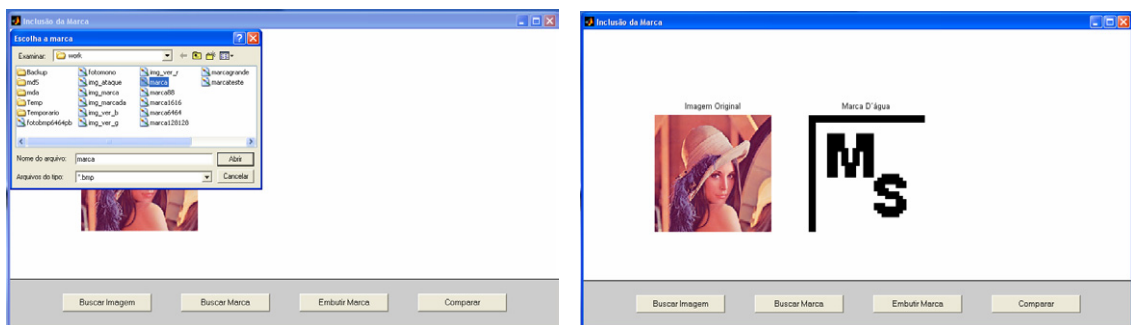 Inclusão da Marca
Escolha a marca
Examinar: work
Backup
md5
mda
Temp
Temporario
fotobmp6464pb
fotomono
img_ataque
img_marca
img_marcada
img_ver_b
img_ver_g
img_ver_r
marca
marca88
marca1616
marca6464
marca128128
marcagrande
marcateste
Nome do arquivo: marca Abrir
Arquivos do tipo: *.bmp Cancelar
Buscar Imagem Buscar Marca Embutir Marca Comparar
Inclusão da Marca
Imagem Original Marca D'água
M
S
Buscar Imagem Buscar Marca Embutir Marca Comparar